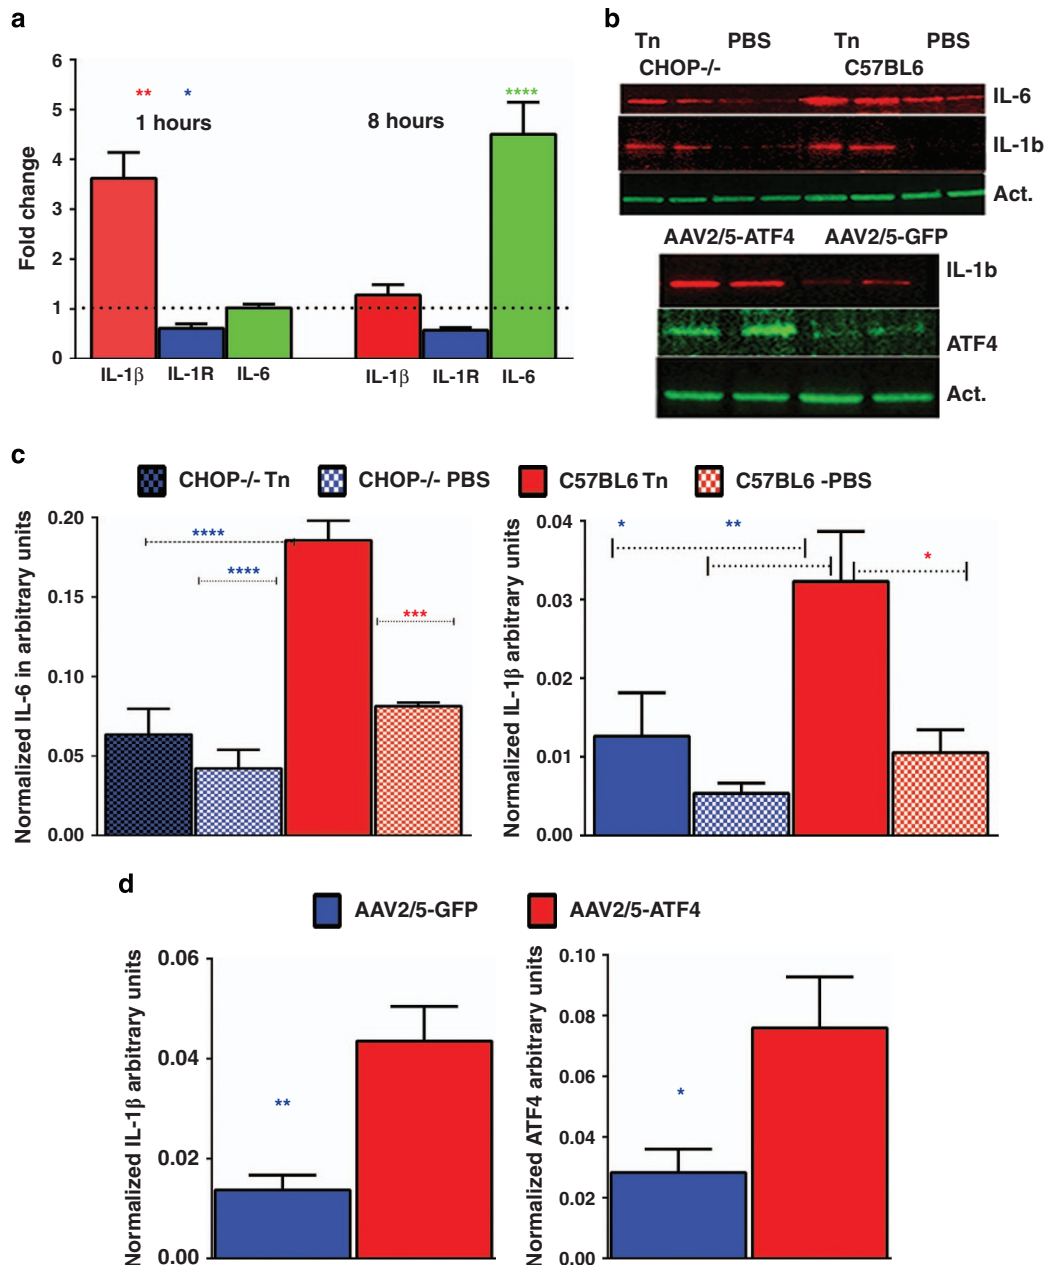 a
6
5
4
3
2
1
0
Fold change
**
*
1 hours
8 hours
****
IL-1β
IL-1R
IL-6
IL-1β
IL-1R
IL-6
b
Tn PBS Tn PBS
CHOP-/- C57BL6
IL-6
IL-1b
Act.
AAV2/5-ATF4 AAV2/5-GFP
IL-1b
ATF4
Act.
c
CHOP-/- Tn
CHOP-/- PBS
C57BL6 Tn
C57BL6 -PBS
Normalized IL-6 in arbitrary units
0.20
0.15
0.10
0.05
0.00
****
****
***
Normalized IL-1β arbitrary units
0.04
0.03
0.02
0.01
0.00
*
**
*
d
AAV2/5-GFP
AAV2/5-ATF4
Normalized IL-1β arbitrary units
0.06
0.04
0.02
0.00
**
Normalized ATF4 arbitrary units
0.10
0.08
0.06
0.04
0.02
0.00
*